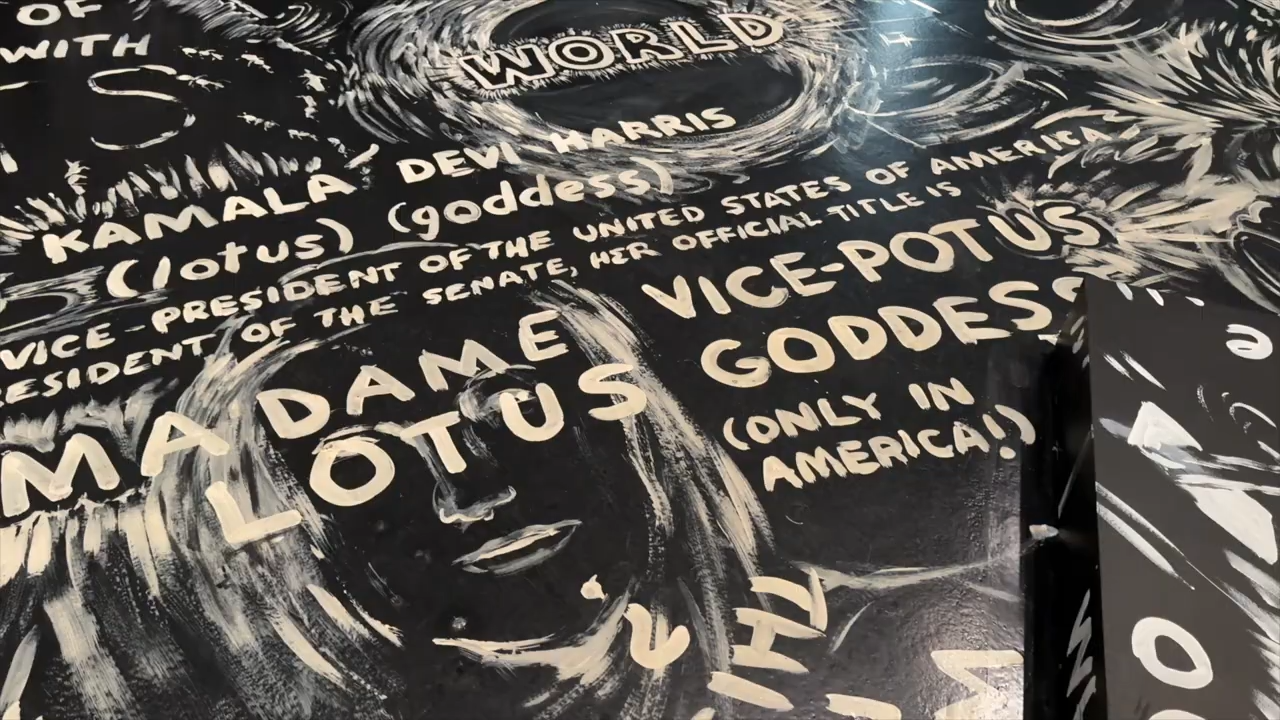 OF
WITH
S
WORLD
KAMALA DEVI HARRIS
(lotus) (goddess)
VICE-PRESIDENT OF THE UNITED STATES OF AMERICA,
RESIDENT OF THE SENATE, HER OFFICIAL TITLE IS
MADAME VICE-POTUS
LOTUS GODDESS
(ONLY IN
AMERICA!)